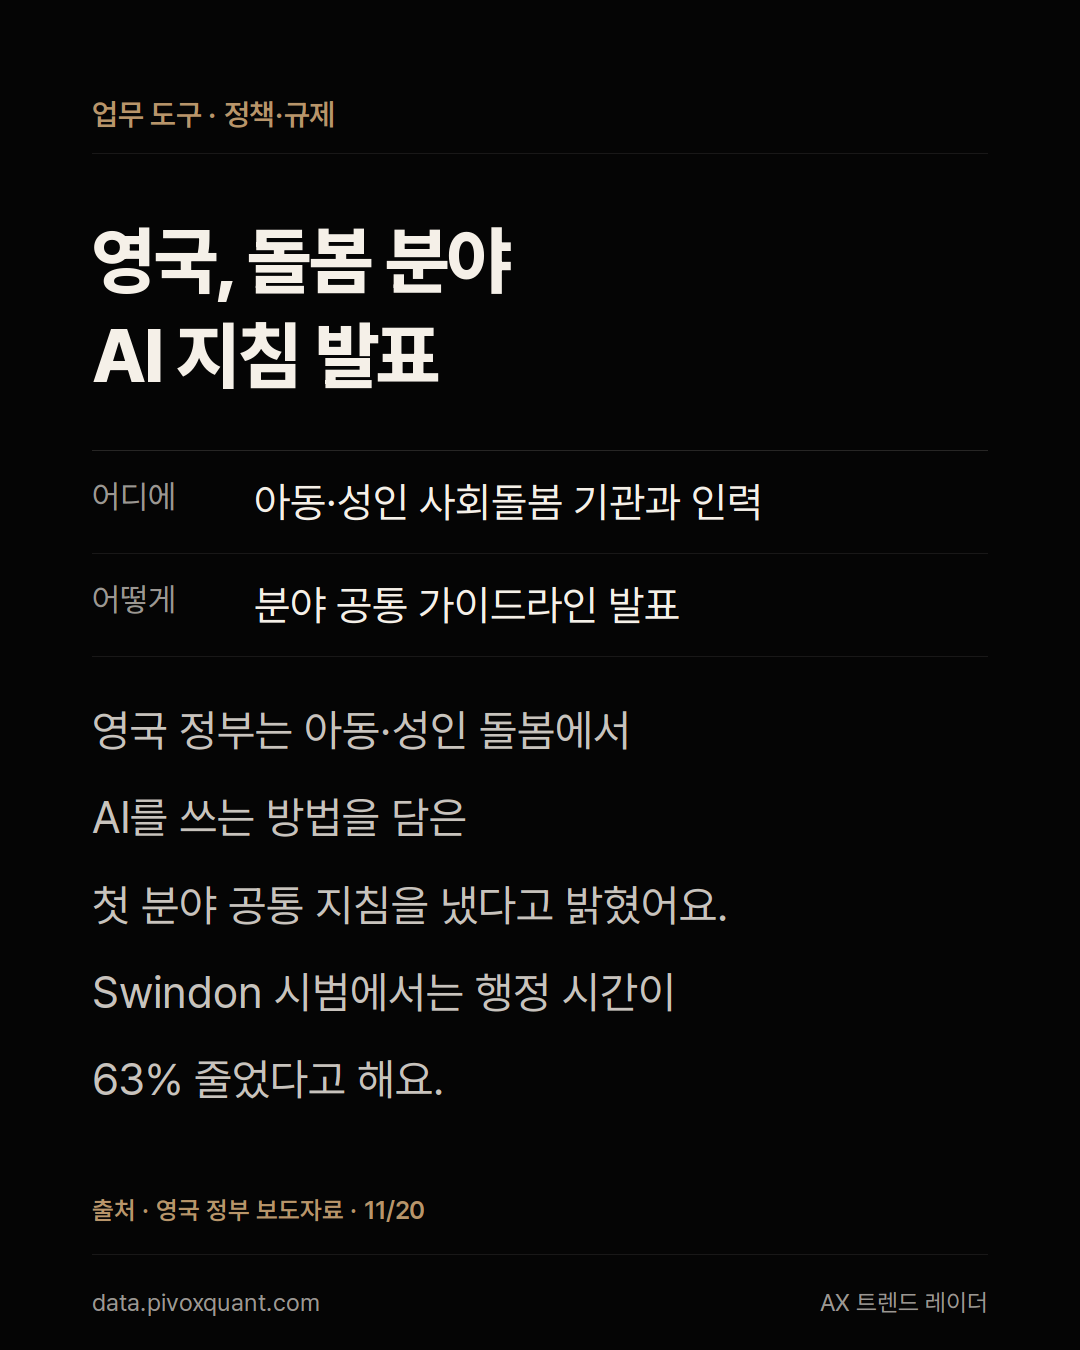 업무 도구 · 정책·규제
영국, 돌봄 분야
AI 지침 발표
어디에 아동·성인 사회돌봄 기관과 인력
어떻게 분야 공통 가이드라인 발표
영국 정부는 아동·성인 돌봄에서
AI를 쓰는 방법을 담은
첫 분야 공통 지침을 냈다고 밝혔어요.
Swindon 시범에서는 행정 시간이
63% 줄었다고 해요.
출처 · 영국 정부 보도자료 · 11/20
data.pivoxquant.com AX 트렌드 레이더